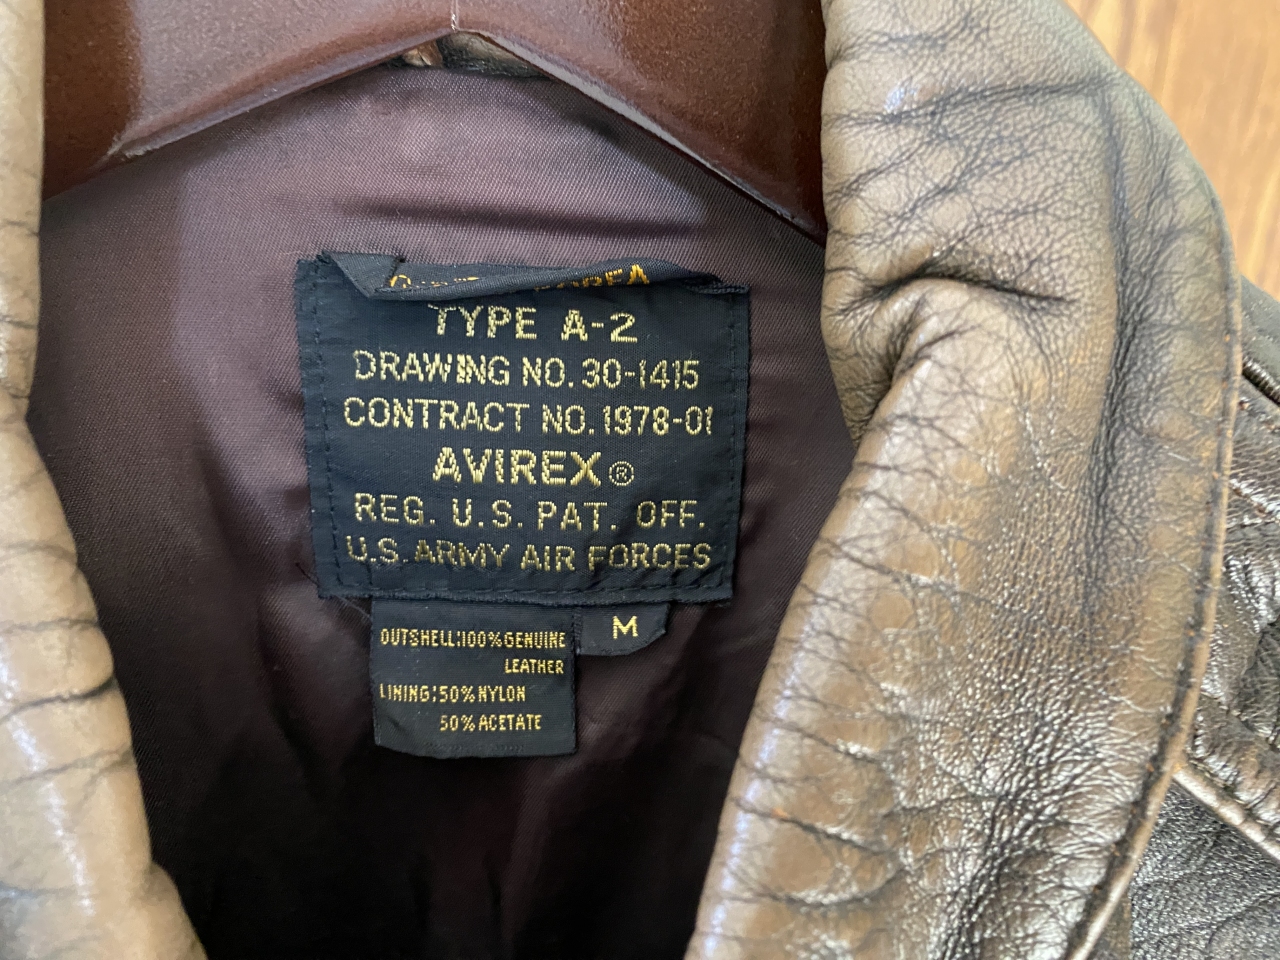 TYPE A-2
DRAWING NO. 30-1415
CONTRACT NO. 1978-01
AVIREX®
REG. U.S. PAT. OFF.
U.S. ARMY AIR FORCES
M
OUTSHELL:100% GENUINE
LEATHER
LINING:50% NYLON
50% ACETATE